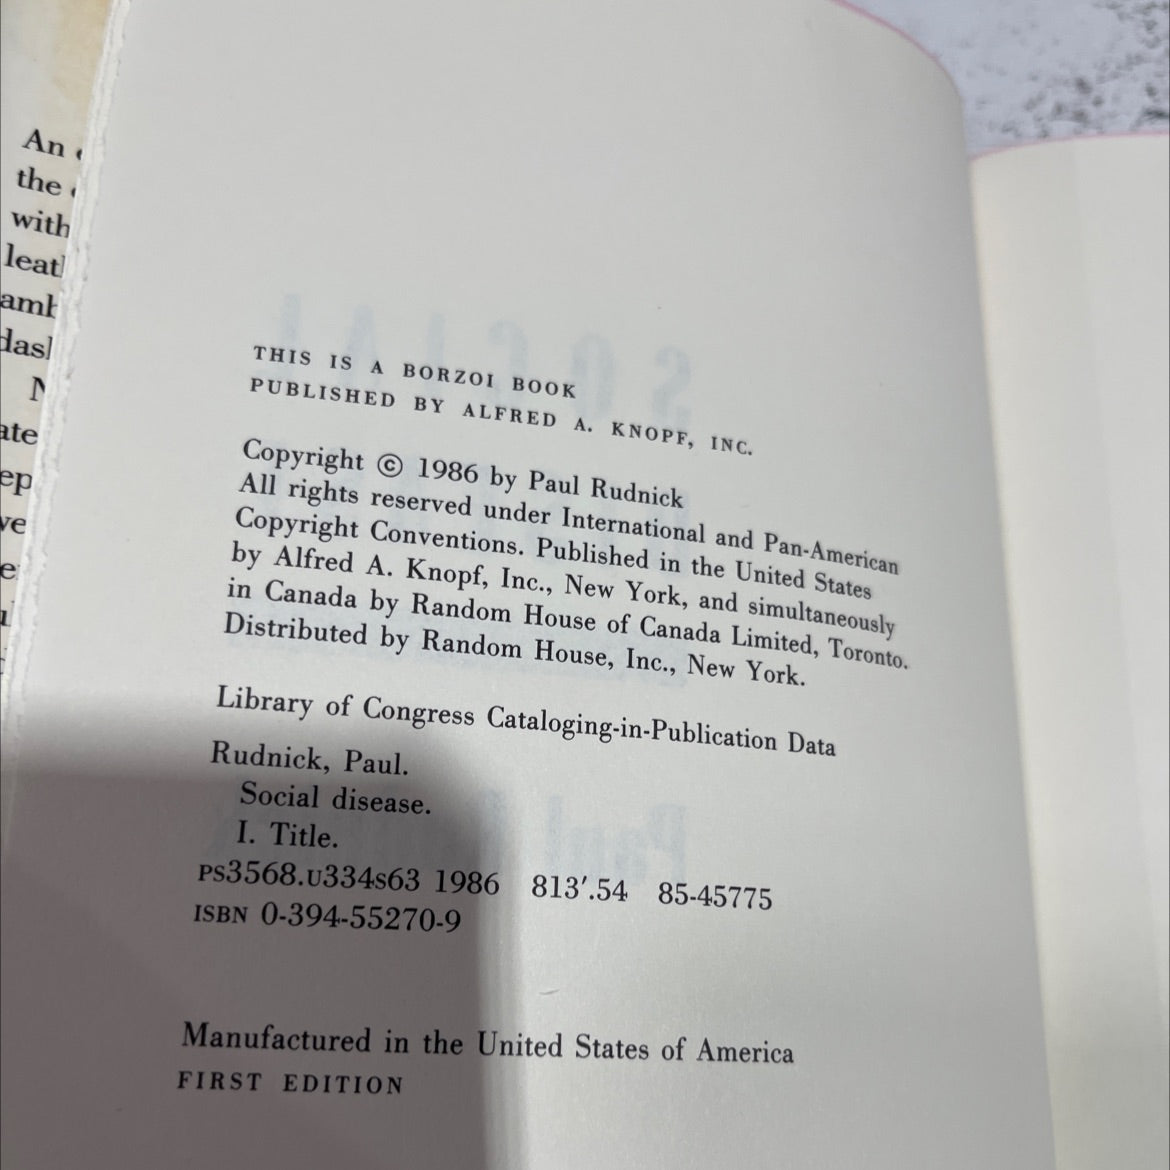 An
the
with
THIS IS A BORZOI BOOK
PUBLISHED BY ALFRED A. KNOPF, INC.
Copyright © 1986 by Paul Rudnick
All rights reserved under International and Pan-American
Copyright Conventions. Published in the United States
by Alfred A. Knopf, Inc., New York, and simultaneously
in Canada by Random House of Canada Limited, Toronto.
Distributed by Random House, Inc., New York.
Library of Congress Cataloging-in-Publication Data
Rudnick, Paul.
Social disease.
I. Title.
PS3568.U334S63 1986 813′.54 85-45775
ISBN 0-394-55270-9
Manufactured in the United States of America
FIRST EDITION